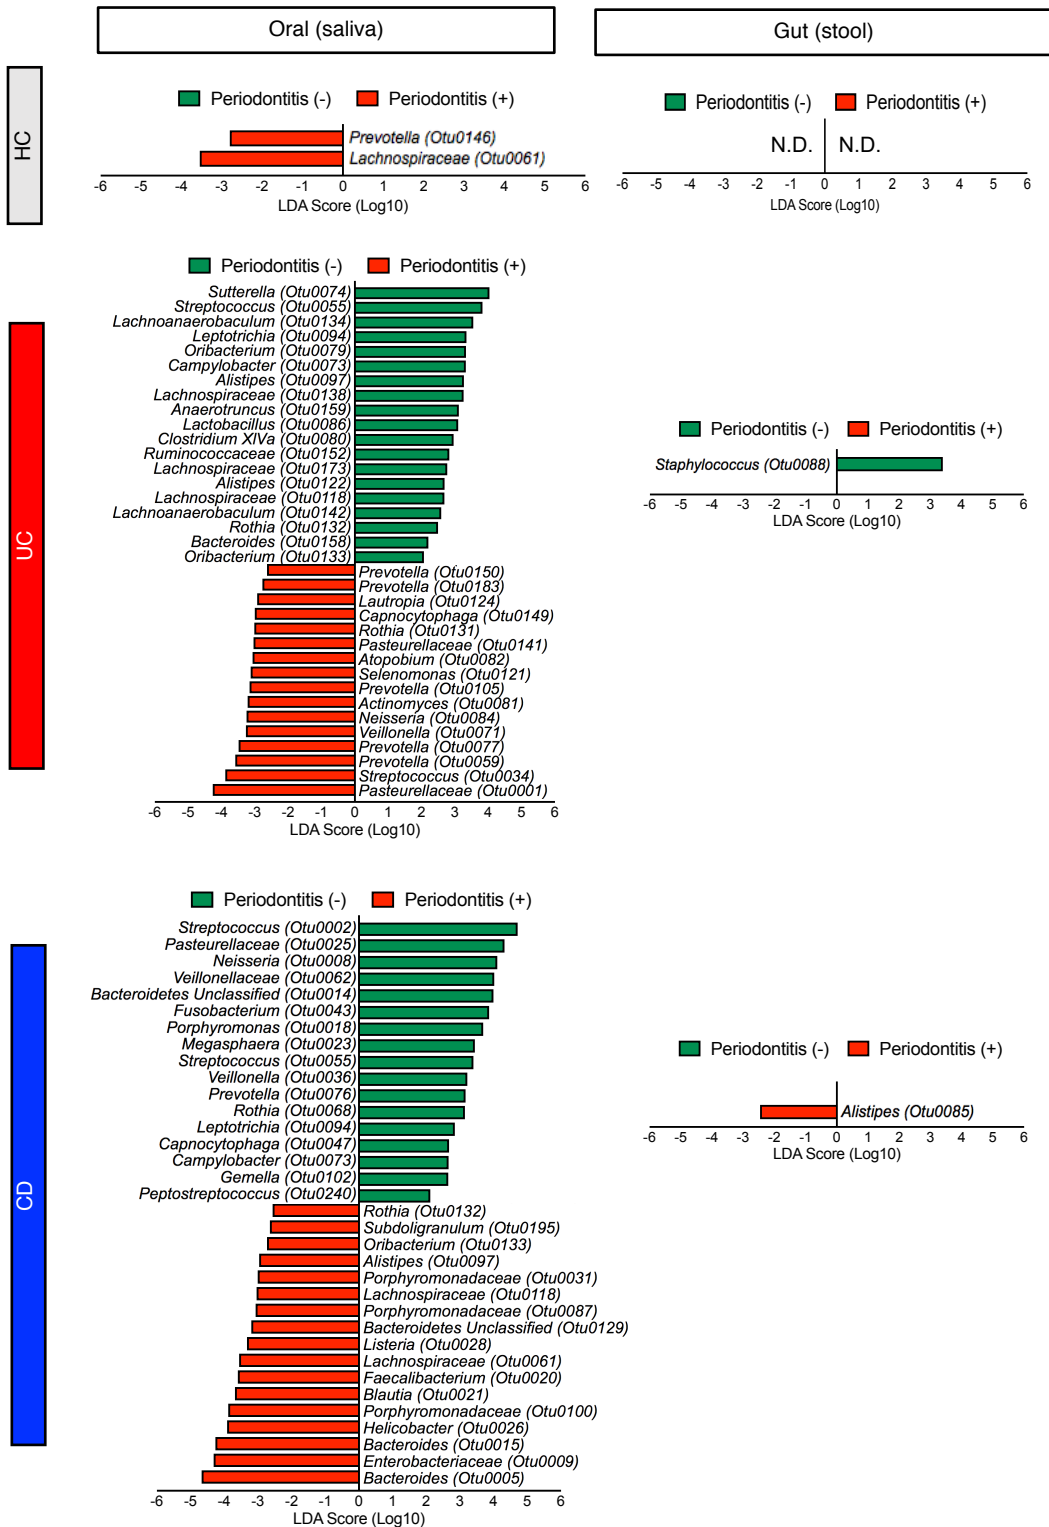 Oral (saliva)
Gut (stool)
HC
Periodontitis (-) Periodontitis (+)
Prevotella (Otu0146)
Lachnospiraceae (Otu0061)
-6 -5 -4 -3 -2 -1 0 1 2 3 4 5 6
LDA Score (Log10)
Periodontitis (-) Periodontitis (+)
N.D. N.D.
-6 -5 -4 -3 -2 -1 0 1 2 3 4 5 6
LDA Score (Log10)
UC
Periodontitis (-) Periodontitis (+)
Sutterella (Otu0074)
Streptococcus (Otu0055)
Lachnoanaerobaculum (Otu0134)
Leptotrichia (Otu0094)
Oribacterium (Otu0079)
Campylobacter (Otu0073)
Alistipes (Otu0097)
Lachnospiraceae (Otu0138)
Anaerotruncus (Otu0159)
Lactobacillus (Otu0086)
Clostridium XIVa (Otu0080)
Ruminococcaceae (Otu0152)
Lachnospiraceae (Otu0173)
Alistipes (Otu0122)
Lachnospiraceae (Otu0118)
Lachnoanaerobaculum (Otu0142)
Rothia (Otu0132)
Bacteroides (Otu0158)
Oribacterium (Otu0133)
Prevotella (Otu0150)
Prevotella (Otu0183)
Lautropia (Otu0124)
Capnocytophaga (Otu0149)
Rothia (Otu0131)
Pasteurellaceae (Otu0141)
Atopobium (Otu0082)
Selenomonas (Otu0121)
Prevotella (Otu0105)
Actinomyces (Otu0081)
Neisseria (Otu0084)
Veillonella (Otu0071)
Prevotella (Otu0077)
Prevotella (Otu0059)
Streptococcus (Otu0034)
Pasteurellaceae (Otu0001)
-6 -5 -4 -3 -2 -1 0 1 2 3 4 5 6
LDA Score (Log10)
Periodontitis (-) Periodontitis (+)
Staphylococcus (Otu0088)
-6 -5 -4 -3 -2 -1 0 1 2 3 4 5 6
LDA Score (Log10)
CD
Periodontitis (-) Periodontitis (+)
Streptococcus (Otu0002)
Pasteurellaceae (Otu0025)
Neisseria (Otu0008)
Veillonellaceae (Otu0062)
Bacteroidetes Unclassified (Otu0014)
Fusobacterium (Otu0043)
Porphyromonas (Otu0018)
Megasphaera (Otu0023)
Streptococcus (Otu0055)
Veillonella (Otu0036)
Prevotella (Otu0076)
Rothia (Otu0068)
Leptotrichia (Otu0094)
Capnocytophaga (Otu0047)
Campylobacter (Otu0073)
Gemella (Otu0102)
Peptostreptococcus (Otu0240)
Rothia (Otu0132)
Subdoligranulum (Otu0195)
Oribacterium (Otu0133)
Alistipes (Otu0097)
Porphyromonadaceae (Otu0031)
Lachnospiraceae (Otu0118)
Porphyromonadaceae (Otu0087)
Bacteroidetes Unclassified (Otu0129)
Listeria (Otu0028)
Lachnospiraceae (Otu0061)
Faecalibacterium (Otu0020)
Blautia (Otu0021)
Porphyromonadaceae (Otu0100)
Helicobacter (Otu0026)
Bacteroides (Otu0015)
Enterobacteriaceae (Otu0009)
Bacteroides (Otu0005)
-6 -5 -4 -3 -2 -1 0 1 2 3 4 5 6
LDA Score (Log10)
Periodontitis (-) Periodontitis (+)
Alistipes (Otu0085)
-6 -5 -4 -3 -2 -1 0 1 2 3 4 5 6
LDA Score (Log10)